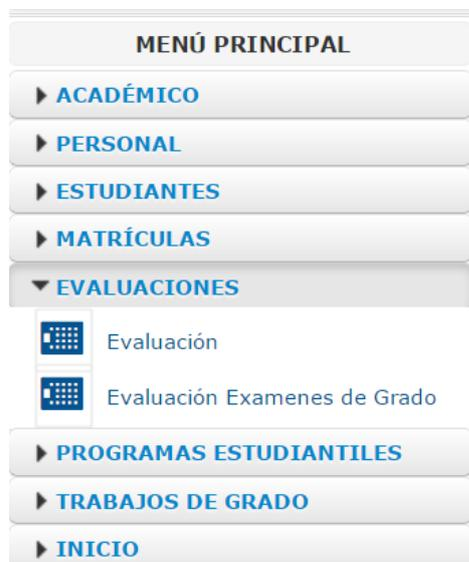 MENÚ PRINCIPAL
ACADÉMICO
PERSONAL
ESTUDIANTES
MATRÍCULAS
EVALUACIONES
Evaluación
Evaluación Examenes de Grado
PROGRAMAS ESTUDIANTILES
TRABAJOS DE GRADO
INICIO